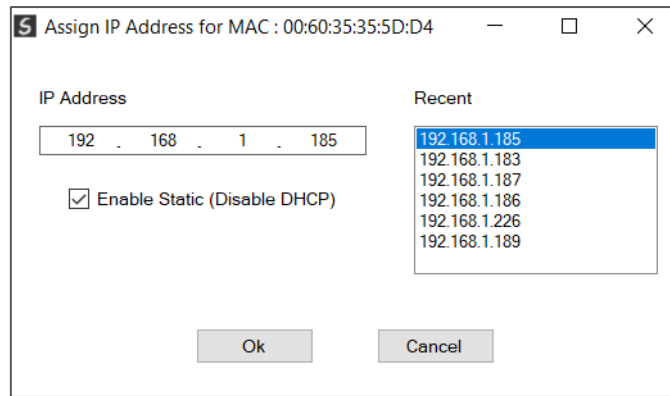 S Assign IP Address for MAC : 00:60:35:35:5D:D4
IP Address
192 . 168 . 1 . 185
Enable Static (Disable DHCP)
Recent
192.168.1.185
192.168.1.183
192.168.1.187
192.168.1.186
192.168.1.226
192.168.1.189
Ok
Cancel